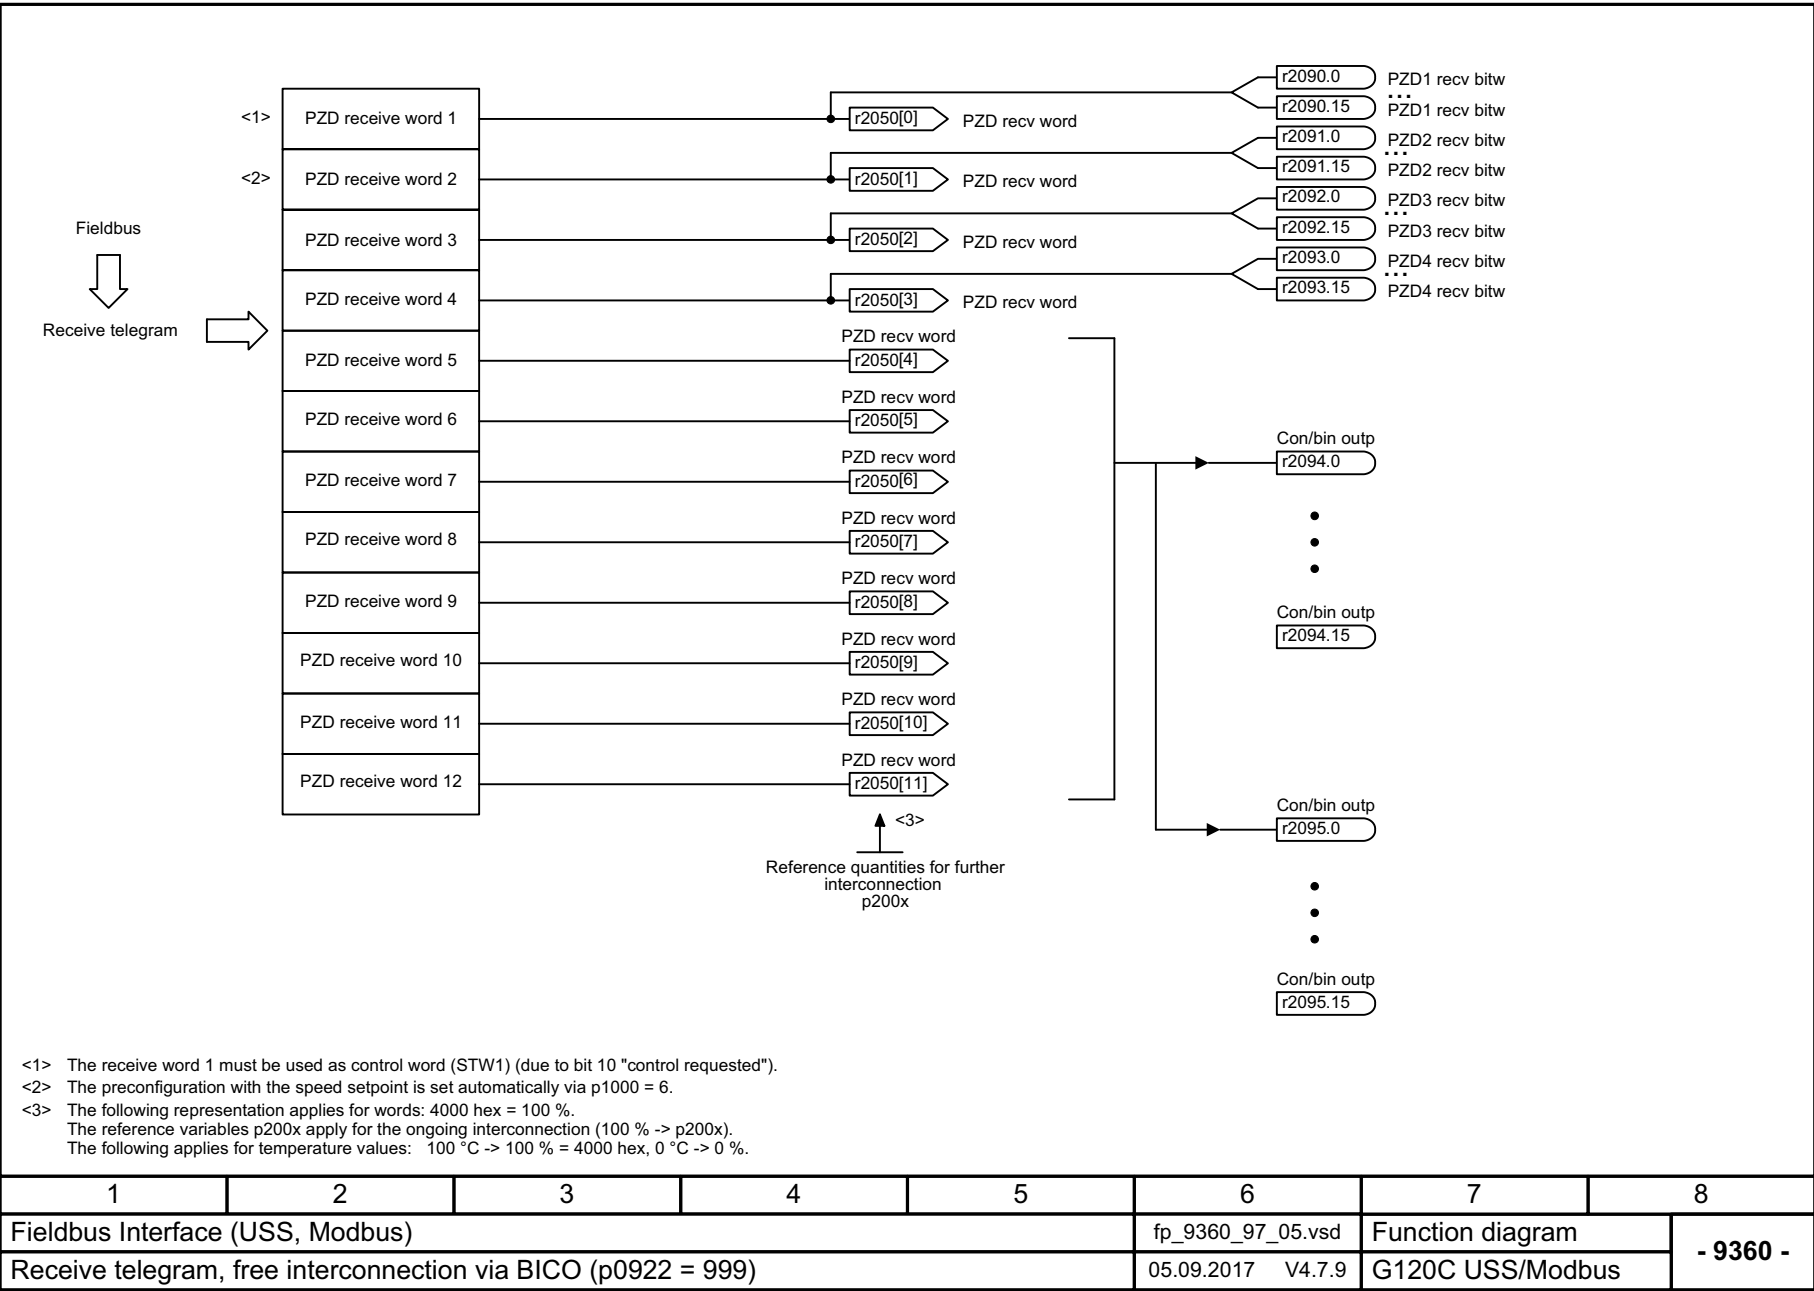 r2090.0
PZD1 recv bitw
...
r2090.15
PZD1 recv bitw
<1>
PZD receive word 1
r2050[0]
PZD recv word
r2091.0
PZD2 recv bitw
...
r2091.15
PZD2 recv bitw
<2>
PZD receive word 2
r2050[1]
PZD recv word
r2092.0
PZD3 recv bitw
...
r2092.15
PZD3 recv bitw
Fieldbus
PZD receive word 3
r2050[2]
PZD recv word
r2093.0
PZD4 recv bitw
...
r2093.15
PZD4 recv bitw
PZD receive word 4
r2050[3]
PZD recv word
Receive telegram
PZD recv word
PZD receive word 5
r2050[4]
PZD recv word
PZD receive word 6
r2050[5]
PZD recv word
PZD receive word 7
r2050[6]
Con/bin outp
r2094.0
PZD recv word
PZD receive word 8
r2050[7]
PZD recv word
PZD receive word 9
r2050[8]
Con/bin outp
r2094.15
PZD recv word
PZD receive word 10
r2050[9]
PZD recv word
PZD receive word 11
r2050[10]
PZD recv word
PZD receive word 12
r2050[11]
Con/bin outp
r2095.0
<3>
Reference quantities for further
interconnection
p200x
Con/bin outp
r2095.15
<1> The receive word 1 must be used as control word (STW1) (due to bit 10 "control requested").
<2> The preconfiguration with the speed setpoint is set automatically via p1000 = 6.
<3> The following representation applies for words: 4000 hex = 100 %.
The reference variables p200x apply for the ongoing interconnection (100 % -> p200x).
The following applies for temperature values: 100 °C -> 100 % = 4000 hex, 0 °C -> 0 %.
1 2 3 4 5 6 7 8
Fieldbus Interface (USS, Modbus)
fp_9360_97_05.vsd
Function diagram
- 9360 -
Receive telegram, free interconnection via BICO (p0922 = 999)
05.09.2017 V4.7.9
G120C USS/Modbus